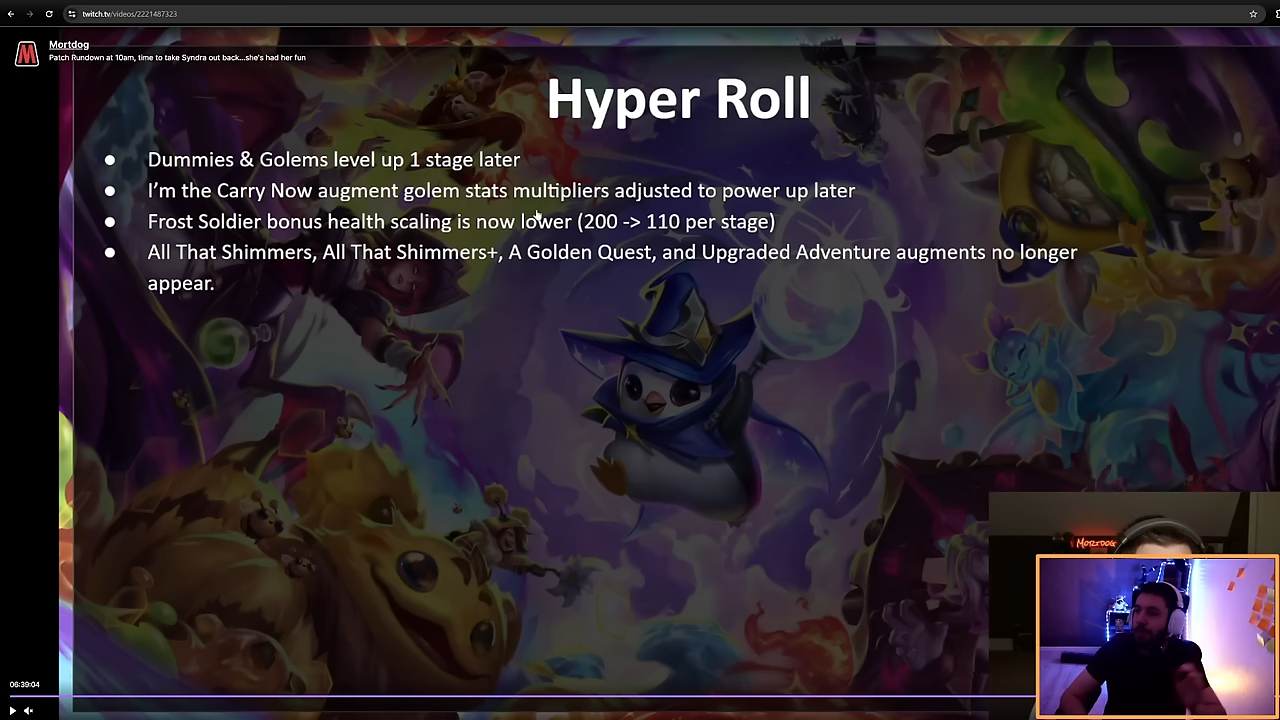 twitch.tv/videos/2221487323
Mortdog
Patch Rundown at 10am, time to take Syndra out back...she's had her fun
Hyper Roll
● Dummies & Golems level up 1 stage later
● I'm the Carry Now augment golem stats multipliers adjusted to power up later
● Frost Soldier bonus health scaling is now lower (200 -> 110 per stage)
● All That Shimmers, All That Shimmers+, A Golden Quest, and Upgraded Adventure augments no longer
appear.
MORTDOG
06:39:04